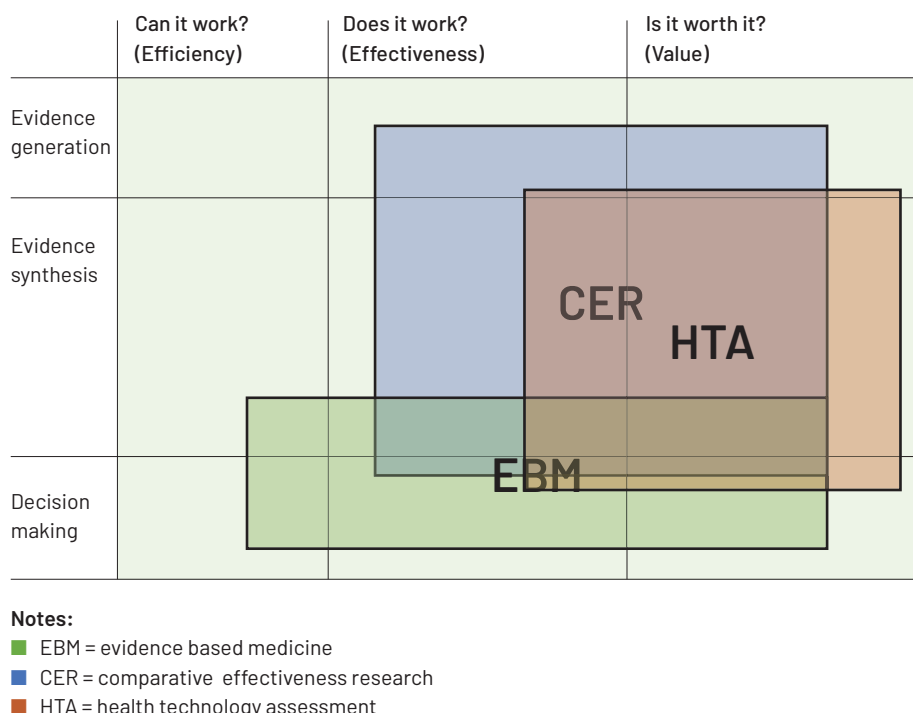 Can it work?
(Efficiency)
Does it work?
(Effectiveness)
Is it worth it?
(Value)
Evidence
generation
Evidence
synthesis
CER
HTA
EBM
Decision
making
Notes:
EBM = evidence based medicine
CER = comparative effectiveness research
HTA = health technology assessment